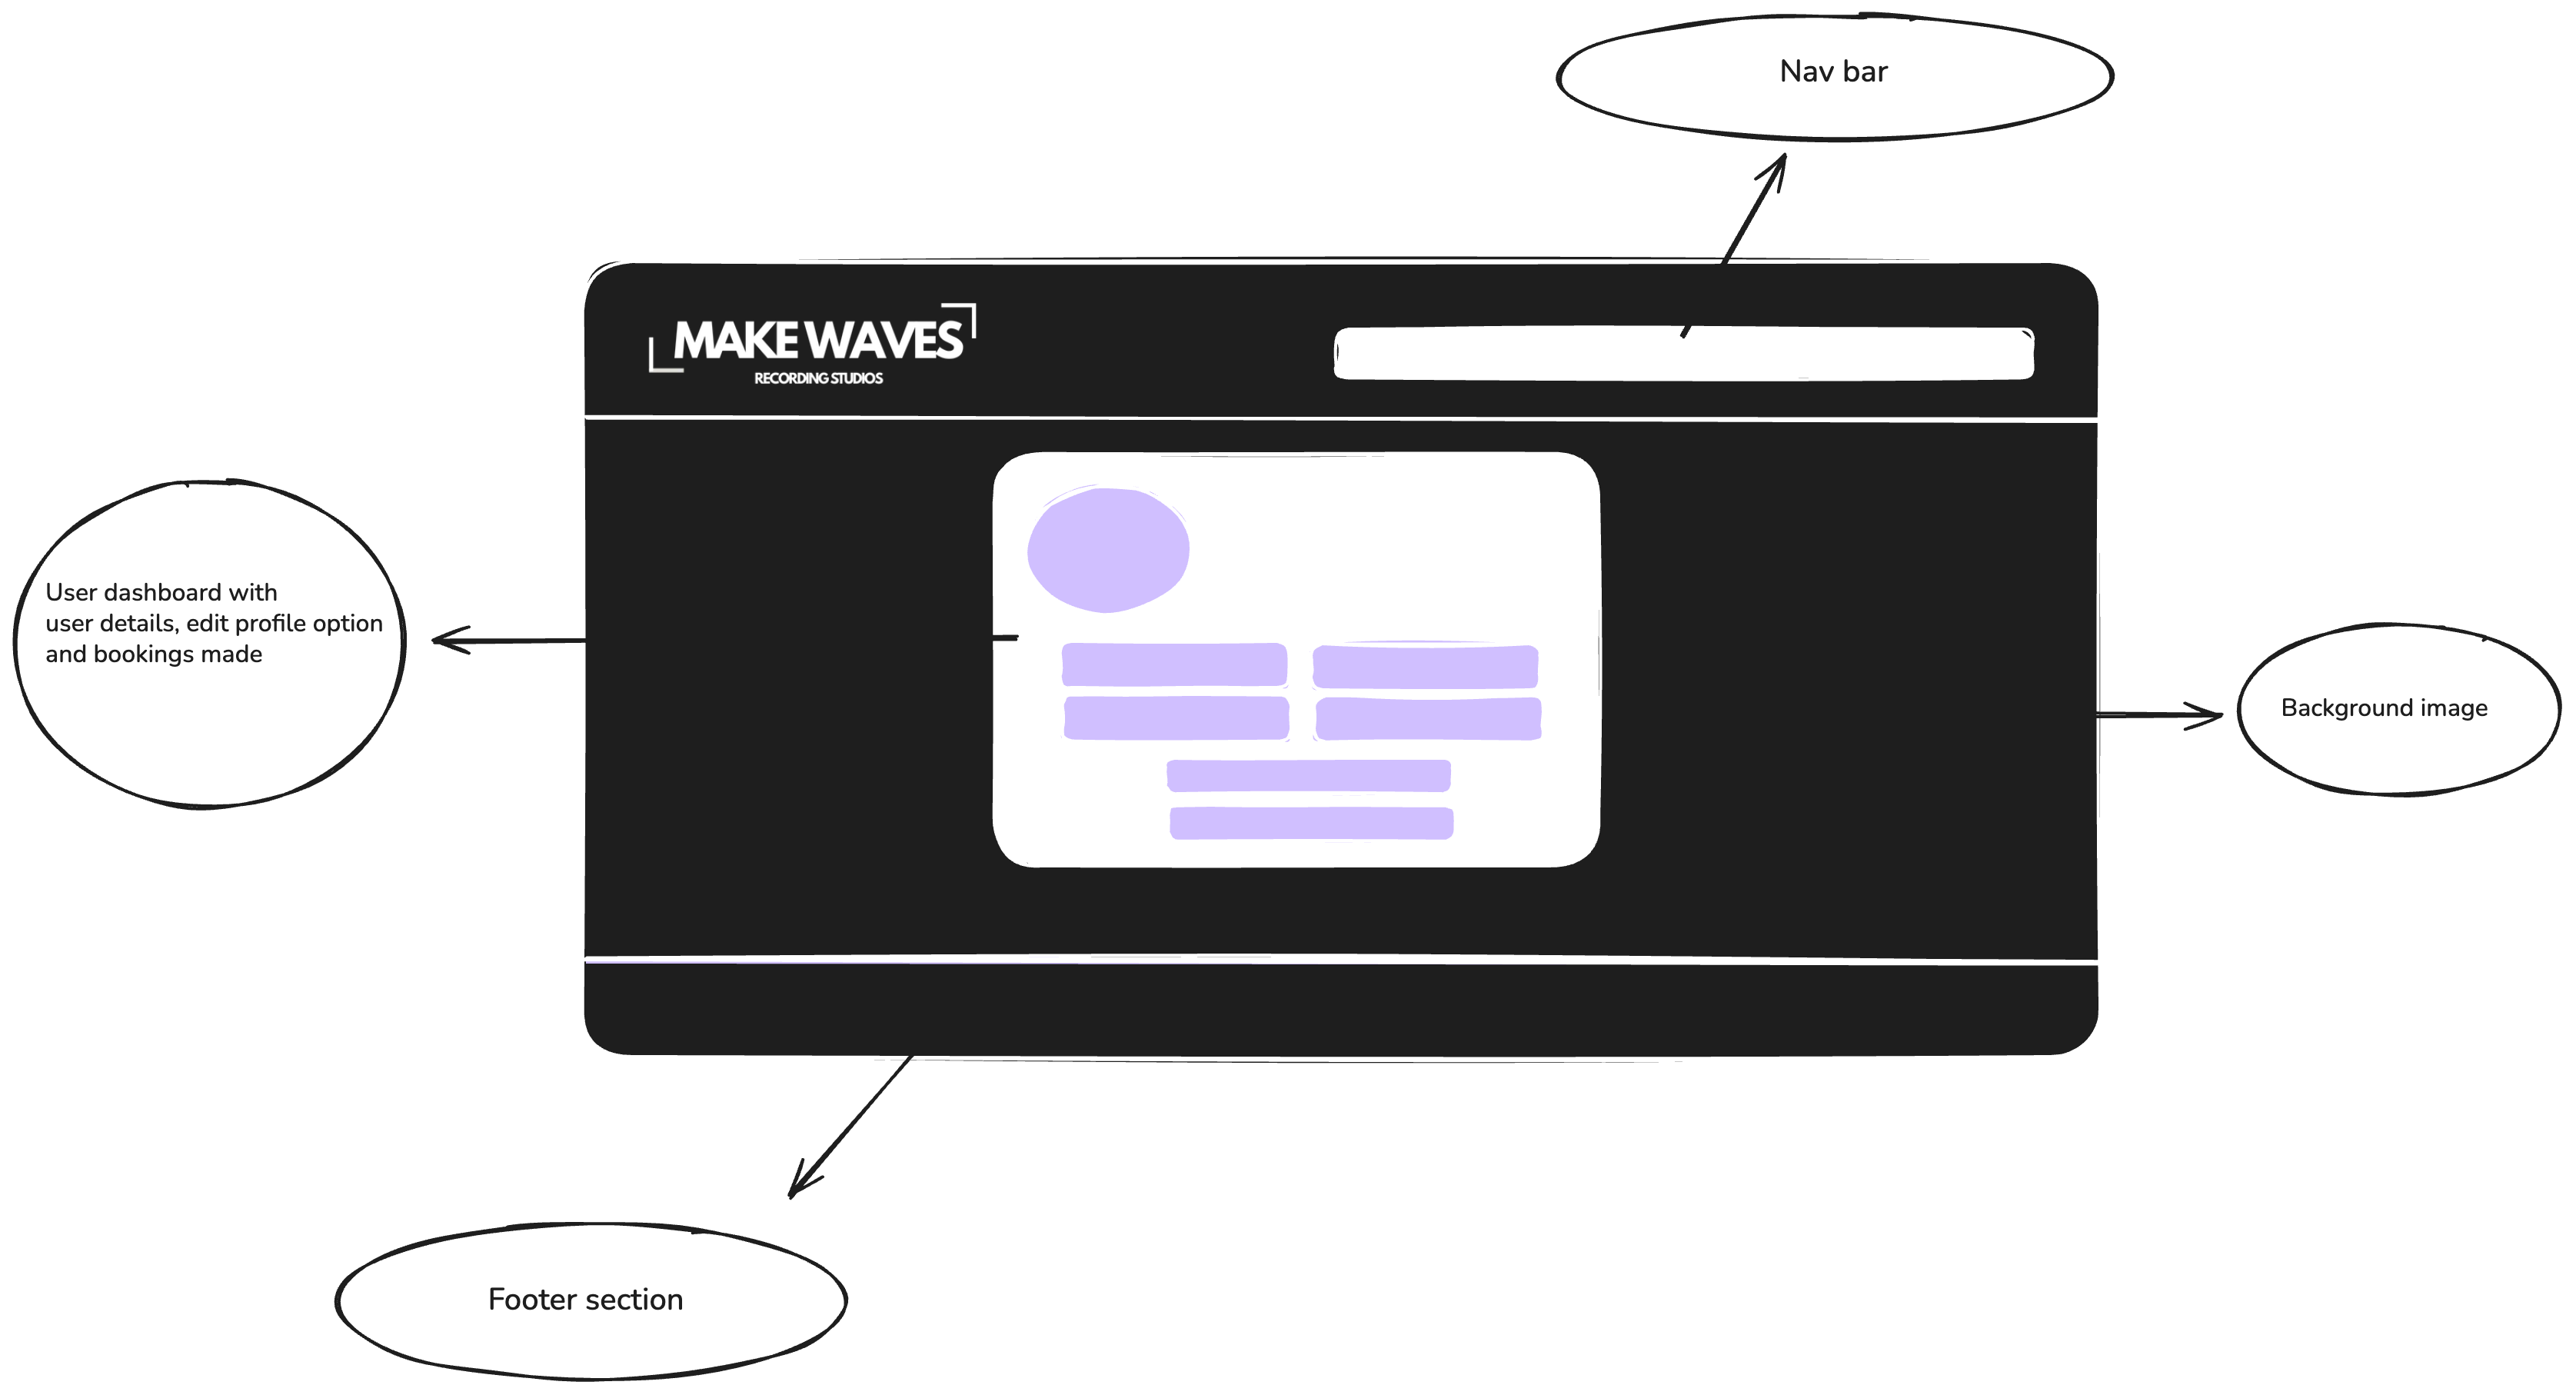 Nav bar
MAKE WAVES
RECORDING STUDIOS
User dashboard with
user details, edit profile option
and bookings made
Background image
Footer section